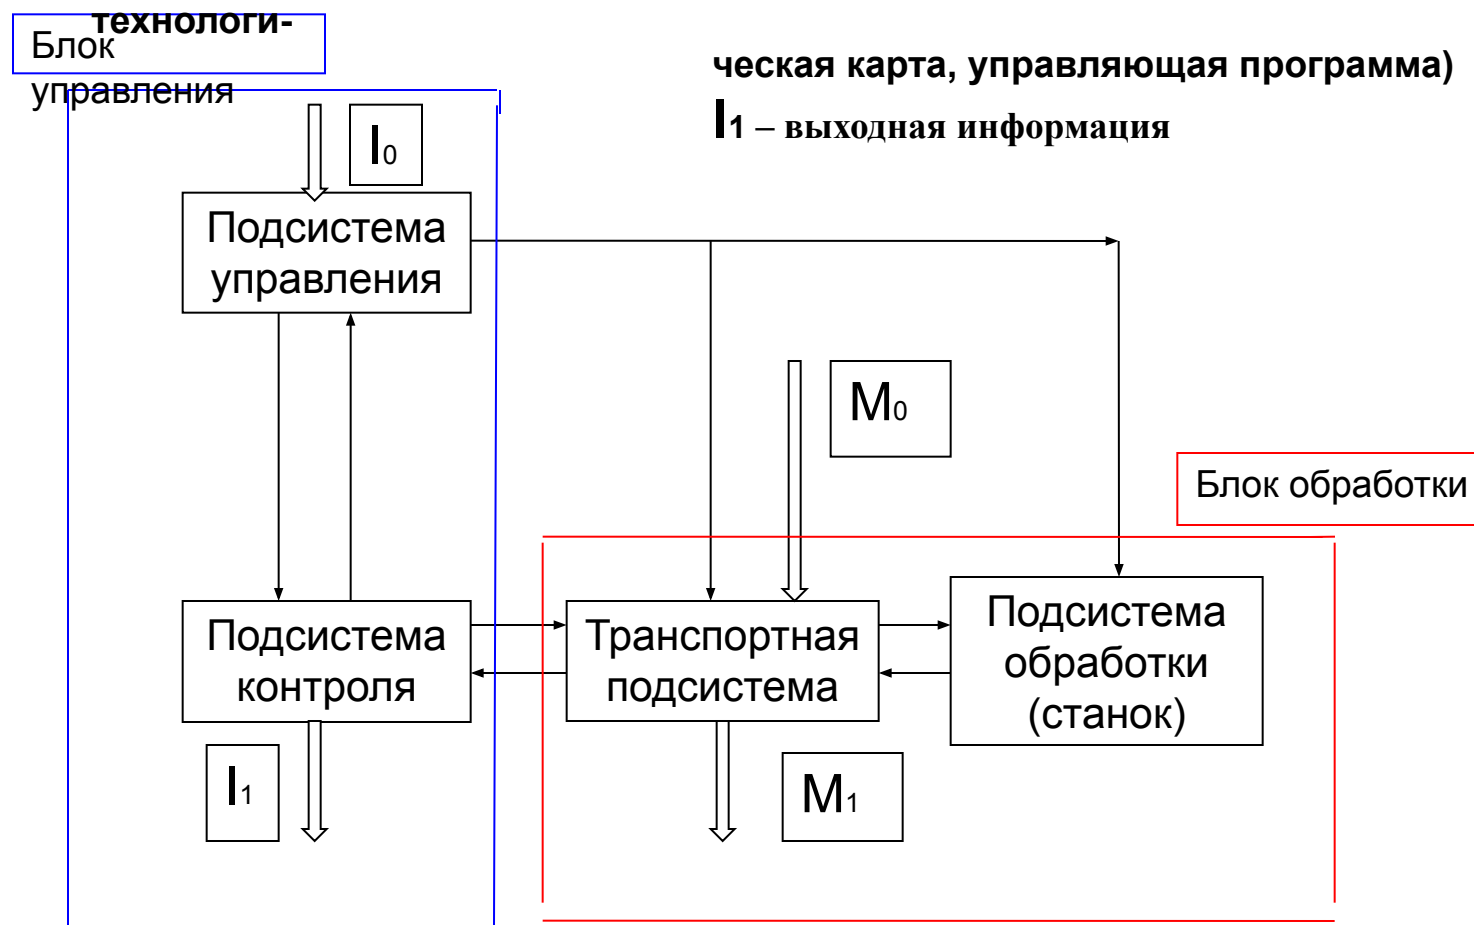 технологи-
Блок
управления
ческая карта, управляющая программа)
I1 – выходная информация
I0
Подсистема
управления
M0
Блок обработки
Подсистема
контроля
Транспортная
подсистема
Подсистема
обработки
(станок)
I1
M1